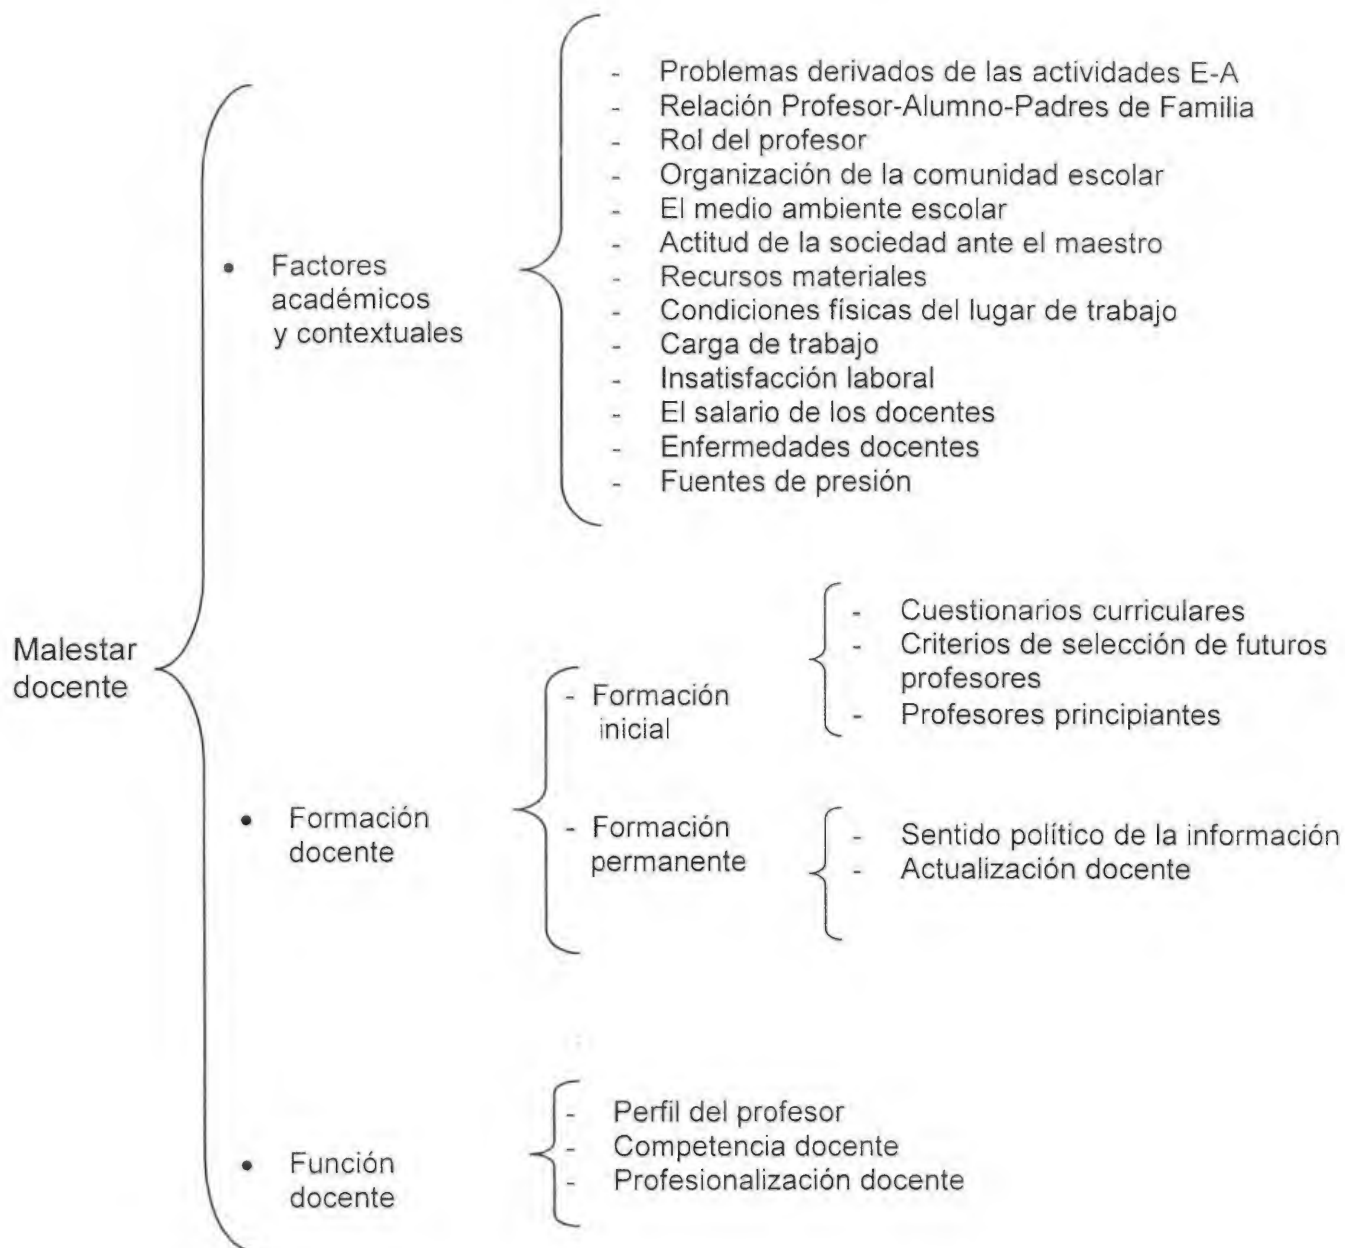 Malestar
docente
• Factores
académicos
y contextuales
- Problemas derivados de las actividades E-A
- Relación Profesor-Alumno-Padres de Familia
- Rol del profesor
- Organización de la comunidad escolar
- El medio ambiente escolar
- Actitud de la sociedad ante el maestro
- Recursos materiales
- Condiciones físicas del lugar de trabajo
- Carga de trabajo
- Insatisfacción laboral
- El salario de los docentes
- Enfermedades docentes
- Fuentes de presión
• Formación
docente
- Formación
inicial
- Cuestionarios curriculares
- Criterios de selección de futuros
profesores
- Profesores principiantes
- Formación
permanente
- Sentido político de la información
- Actualización docente
• Función
docente
- Perfil del profesor
- Competencia docente
- Profesionalización docente